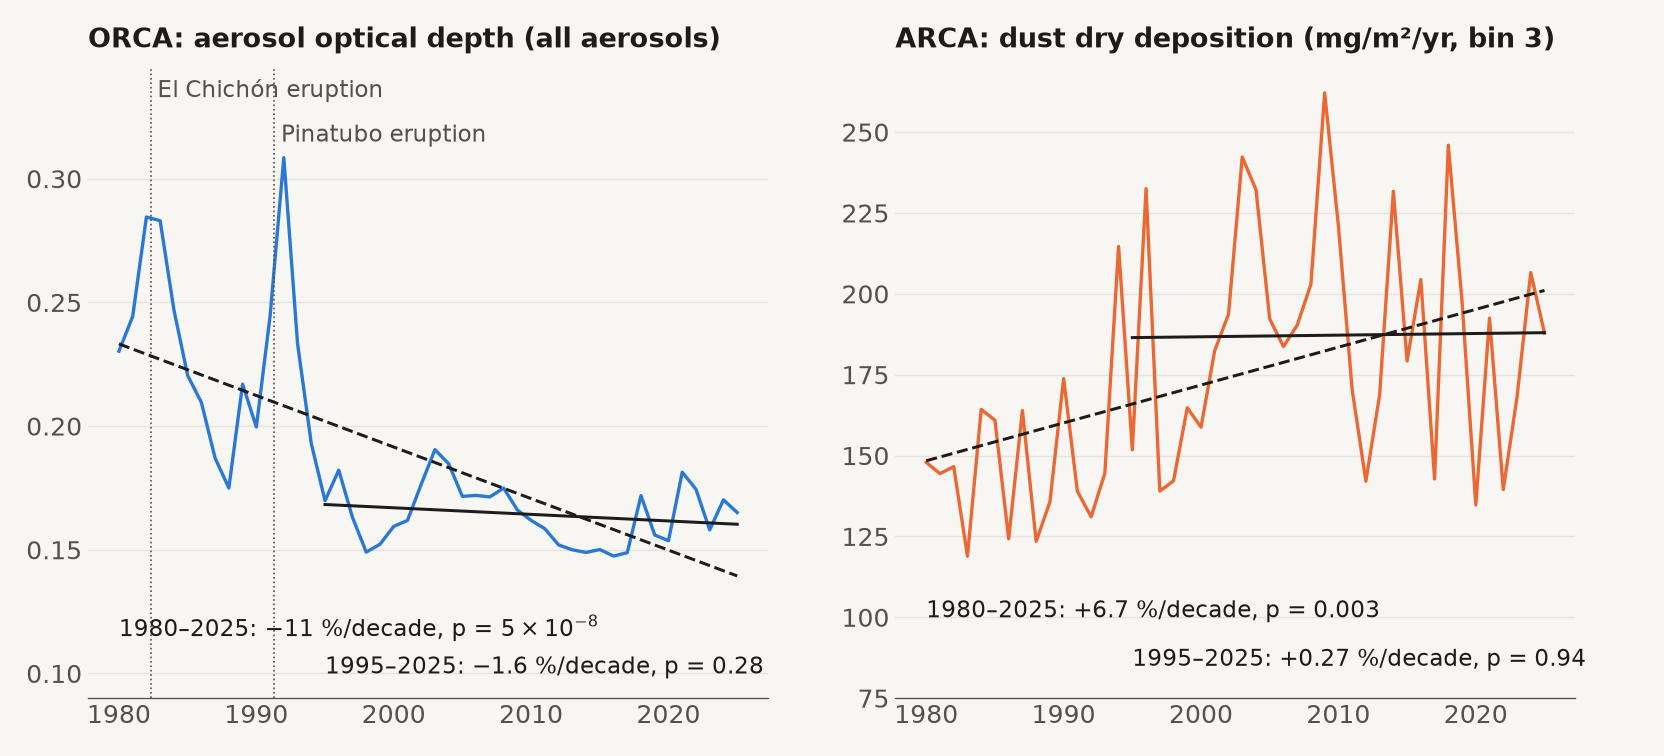 ORCA: aerosol optical depth (all aerosols)
El Chichón eruption
Pinatubo eruption
0.30
0.25
0.20
0.15
0.10
1980–2025: −11 %/decade, p = 5 × 10⁻⁸
1995–2025: −1.6 %/decade, p = 0.28
1980 1990 2000 2010 2020
ARCA: dust dry deposition (mg/m²/yr, bin 3)
250
225
200
175
150
125
100
75
1980–2025: +6.7 %/decade, p = 0.003
1995–2025: +0.27 %/decade, p = 0.94
1980 1990 2000 2010 2020